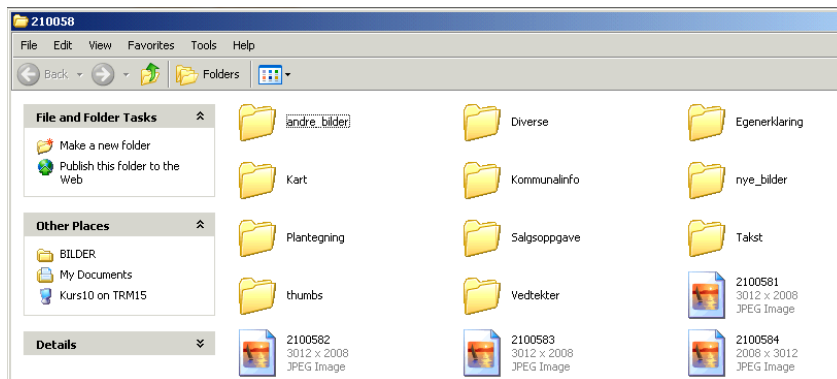 210058
File Edit View Favorites Tools Help
Back Folders
File and Folder Tasks
Make a new folder
Publish this folder to the
Web
Other Places
BILDER
My Documents
Kurs10 on TRM15
Details
andre_bilder Diverse Egenerklaring
Kart Kommunalinfo nye_bilder
Plantegning Salgsoppgave Takst
thumbs Vedtekter 2100581
3012 x 2008
JPEG Image
2100582 2100583 2100584
3012 x 2008 3012 x 2008 2008 x 3012
JPEG Image JPEG Image JPEG Image